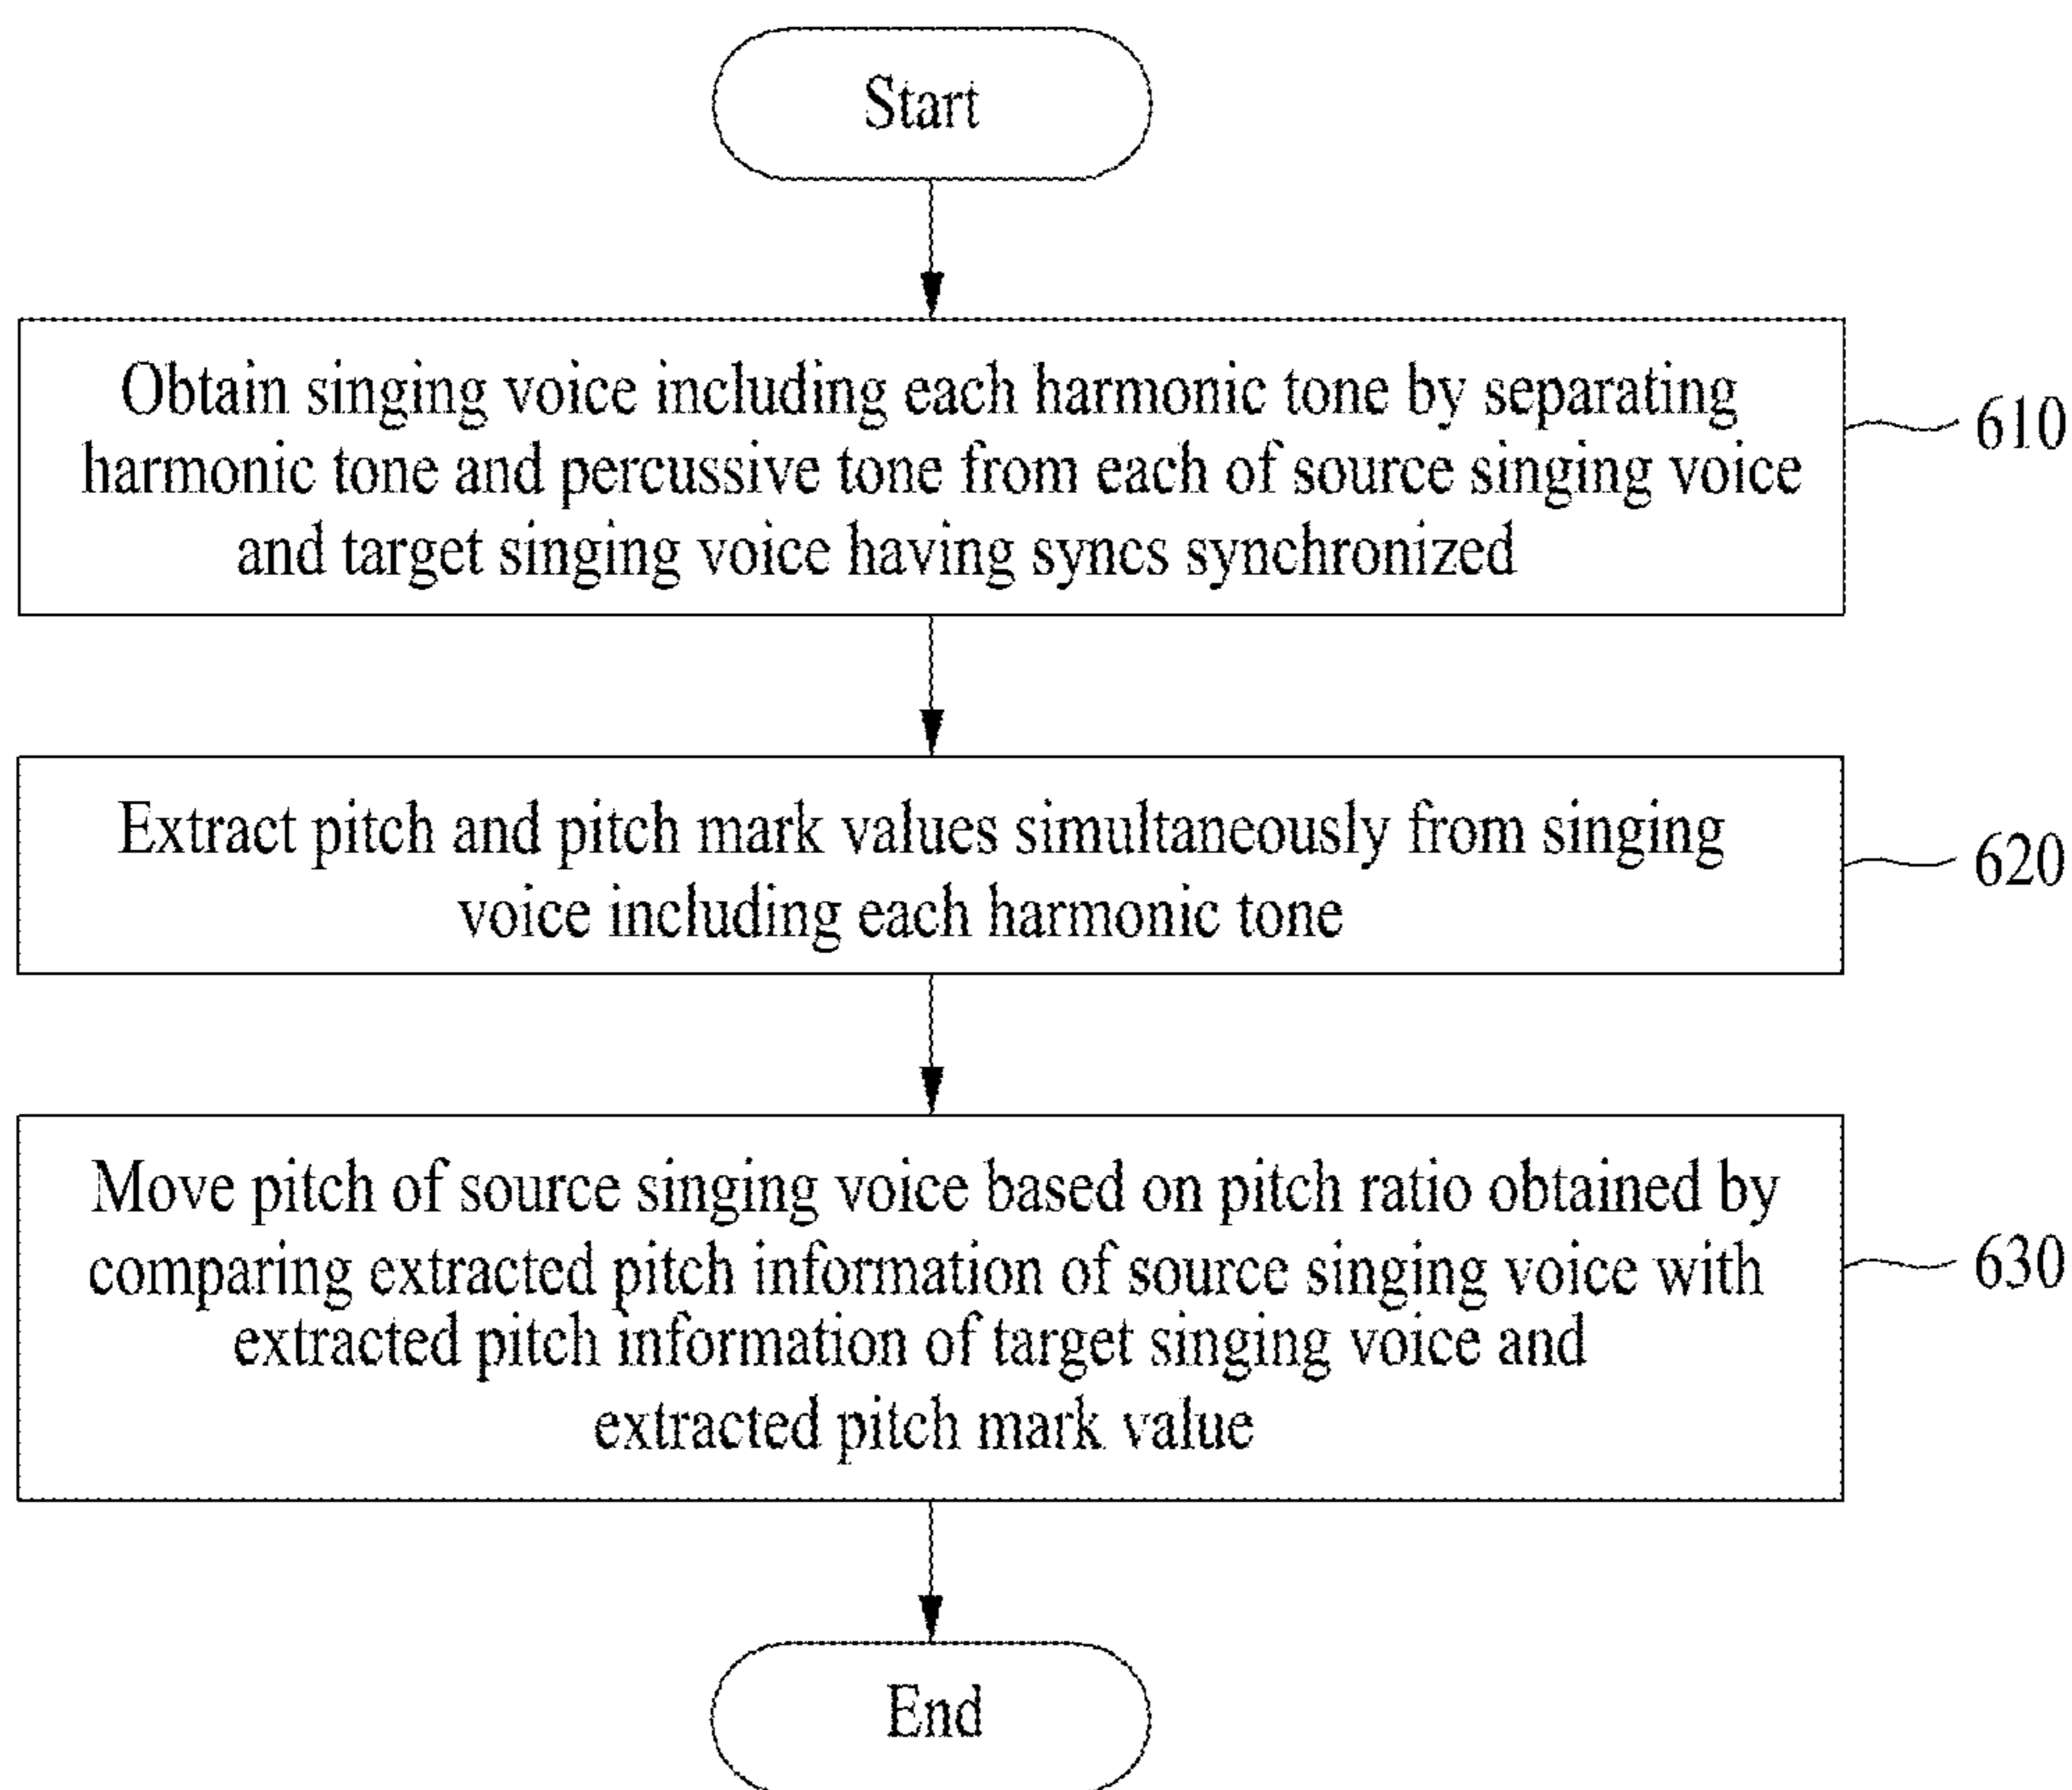 Start
Obtain singing voice including each harmonic tone by separating
harmonic tone and percussive tone from each of source singing voice
and target singing voice having syncs synchronized
610
Extract pitch and pitch mark values simultaneously from singing
voice including each harmonic tone
620
Move pitch of source singing voice based on pitch ratio obtained by
comparing extracted pitch information of source singing voice with
extracted pitch information of target singing voice and
extracted pitch mark value
630
End